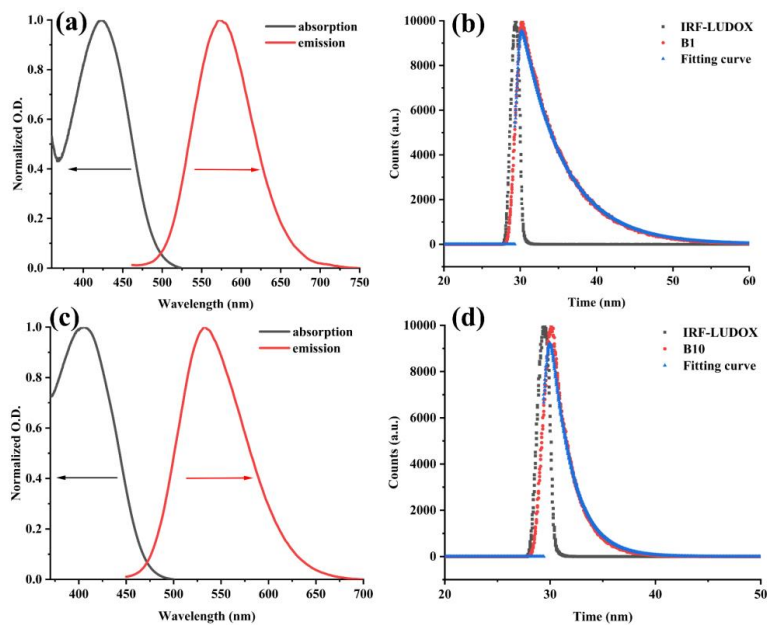 (a)
absorption
emission
Normalized O.D.
1.0
0.8
0.6
0.4
0.2
0.0
400 450 500 550 600 650 700 750
Wavelength (nm)
(b)
IRF-LUDOX
B1
Fitting curve
Counts (a.u.)
10000
8000
6000
4000
2000
0
20 30 40 50 60
Time (nm)
(c)
absorption
emission
Normalized O.D.
1.0
0.8
0.6
0.4
0.2
0.0
400 450 500 550 600 650 700
Wavelength (nm)
(d)
IRF-LUDOX
B10
Fitting curve
Counts (a.u.)
10000
8000
6000
4000
2000
0
20 30 40 50
Time (nm)